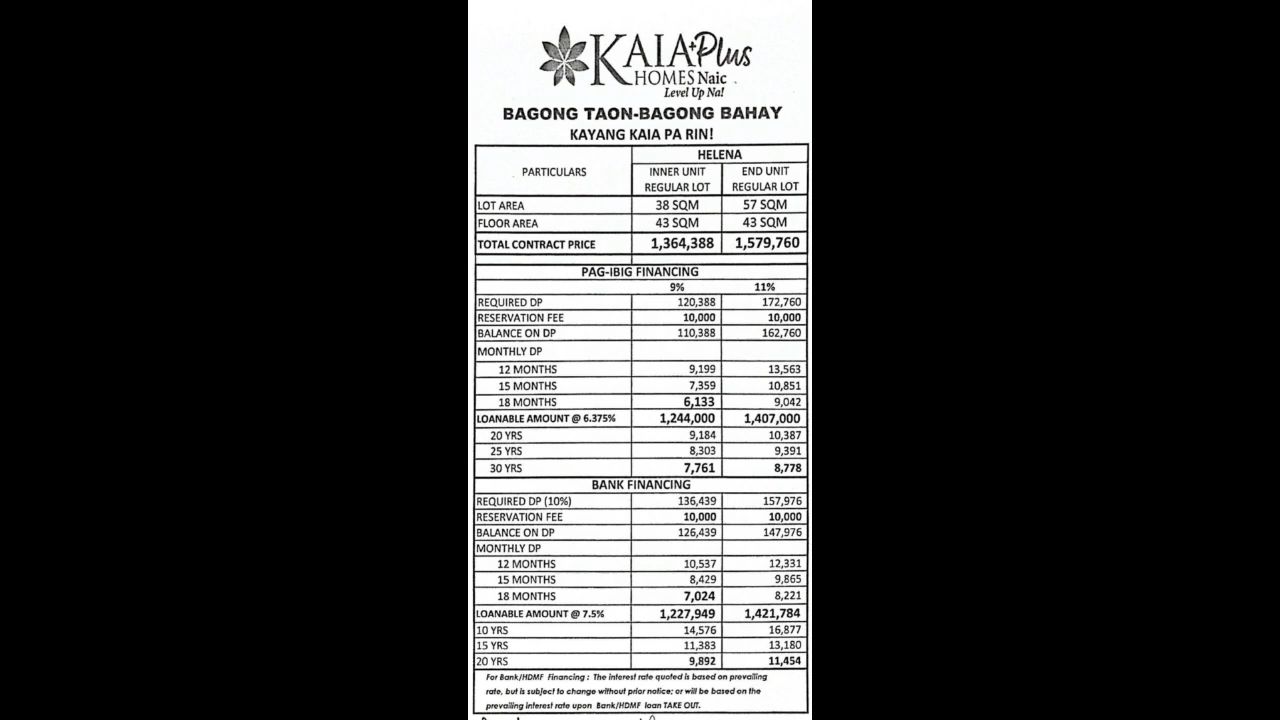 KAIA+Plus
HOMES Naic
Level Up Na!
BAGONG TAON-BAGONG BAHAY
KAYANG KAIA PA RIN!
PARTICULARS HELENA
INNER UNIT REGULAR LOT END UNIT REGULAR LOT
LOT AREA 38 SQM 57 SQM
FLOOR AREA 43 SQM 43 SQM
TOTAL CONTRACT PRICE 1,364,388 1,579,760
PAG-IBIG FINANCING
9% 11%
REQUIRED DP 120,388 172,760
RESERVATION FEE 10,000 10,000
BALANCE ON DP 110,388 162,760
MONTHLY DP
12 MONTHS 9,199 13,563
15 MONTHS 7,359 10,851
18 MONTHS 6,133 9,042
LOANABLE AMOUNT @ 6.375% 1,244,000 1,407,000
20 YRS 9,184 10,387
25 YRS 8,303 9,391
30 YRS 7,761 8,778
BANK FINANCING
REQUIRED DP (10%) 136,439 157,976
RESERVATION FEE 10,000 10,000
BALANCE ON DP 126,439 147,976
MONTHLY DP
12 MONTHS 10,537 12,331
15 MONTHS 8,429 9,865
18 MONTHS 7,024 8,221
LOANABLE AMOUNT @ 7.5% 1,227,949 1,421,784
10 YRS 14,576 16,877
15 YRS 11,383 13,180
20 YRS 9,892 11,454
For Bank/HDMF Financing : The interest rate quoted is based on prevailing
rate, but is subject to change without prior notice; or will be based on the
prevailing interest rate upon Bank/HDMF loan TAKE OUT.